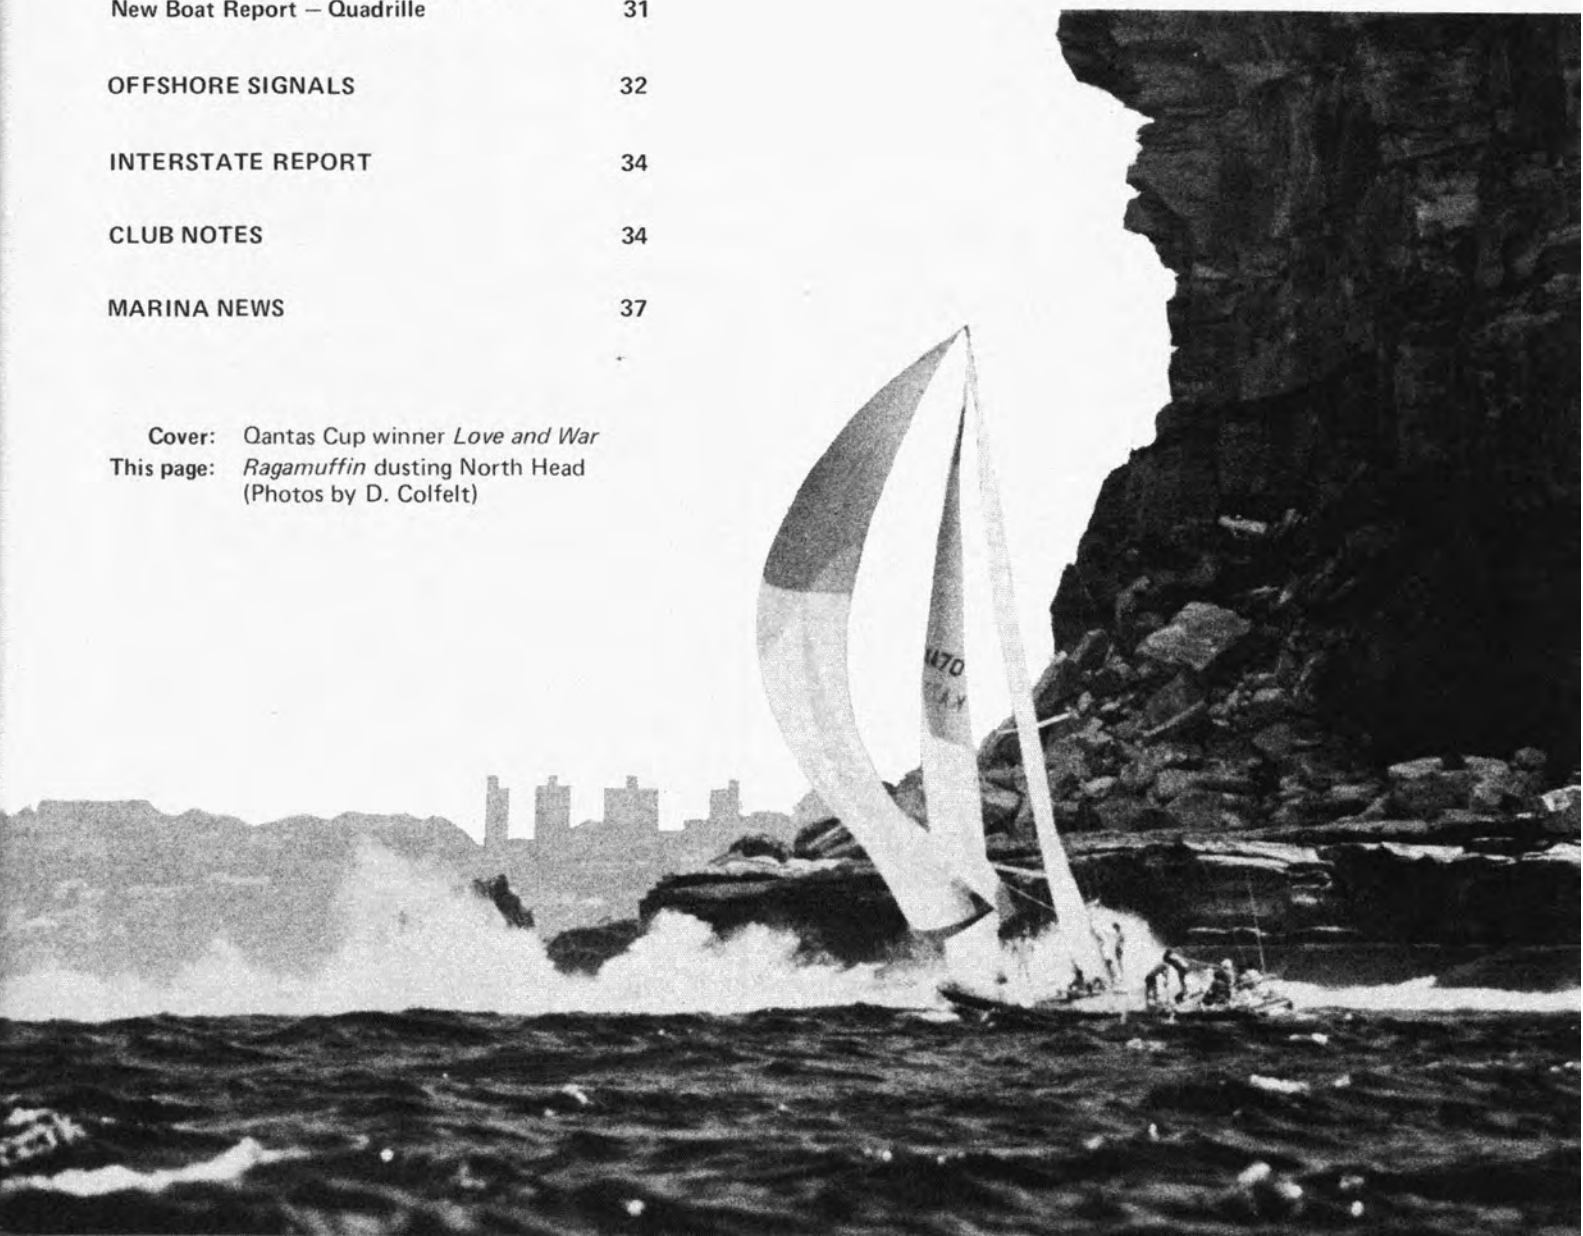 New Boat Report — Quadrille 31
OFFSHORE SIGNALS 32
INTERSTATE REPORT 34
CLUB NOTES 34
MARINA NEWS 37
Cover: Qantas Cup winner Love and War
This page: Ragamuffin dusting North Head
(Photos by D. Colfelt)